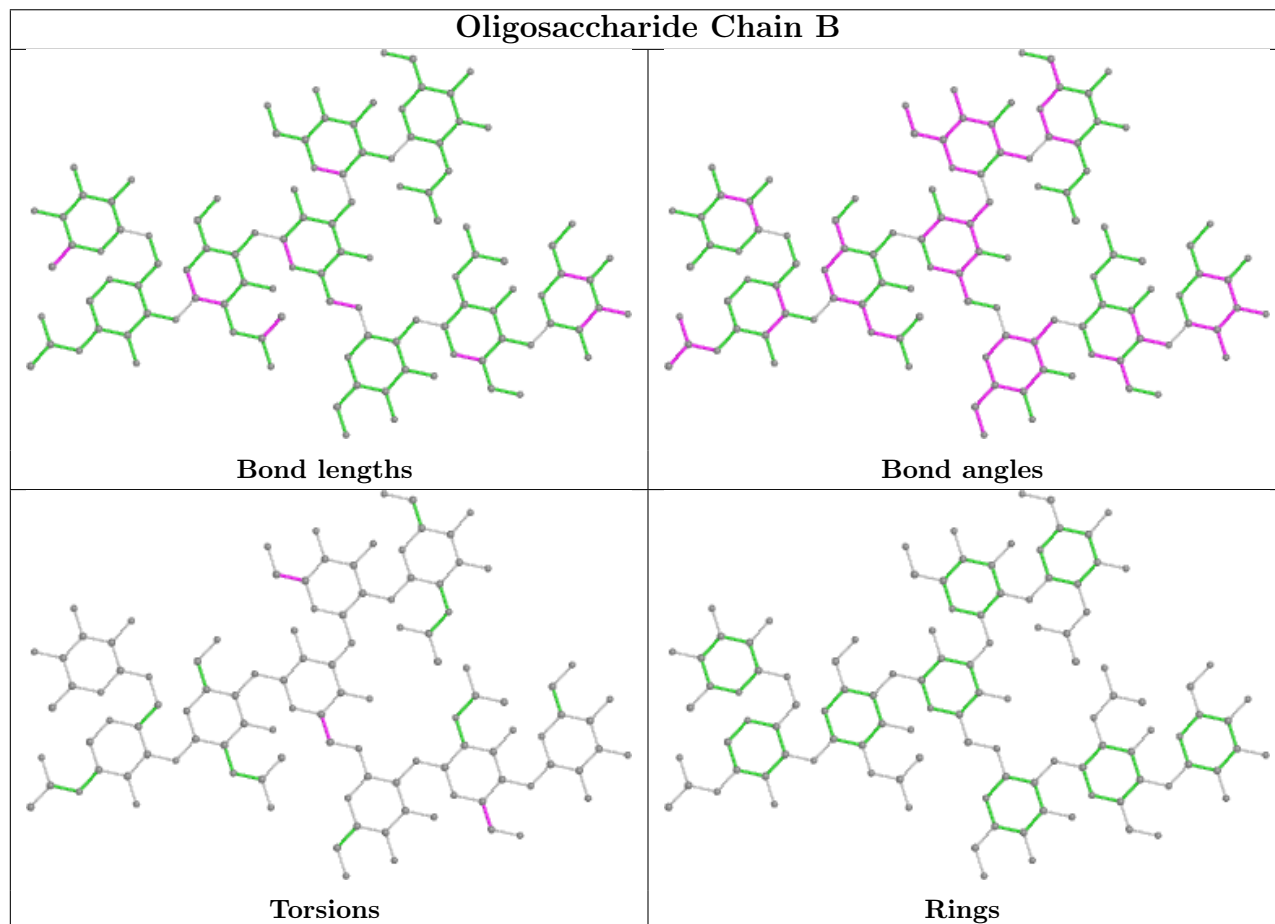 Oligosaccharide Chain B
Bond lengths
Bond angles
Torsions
Rings